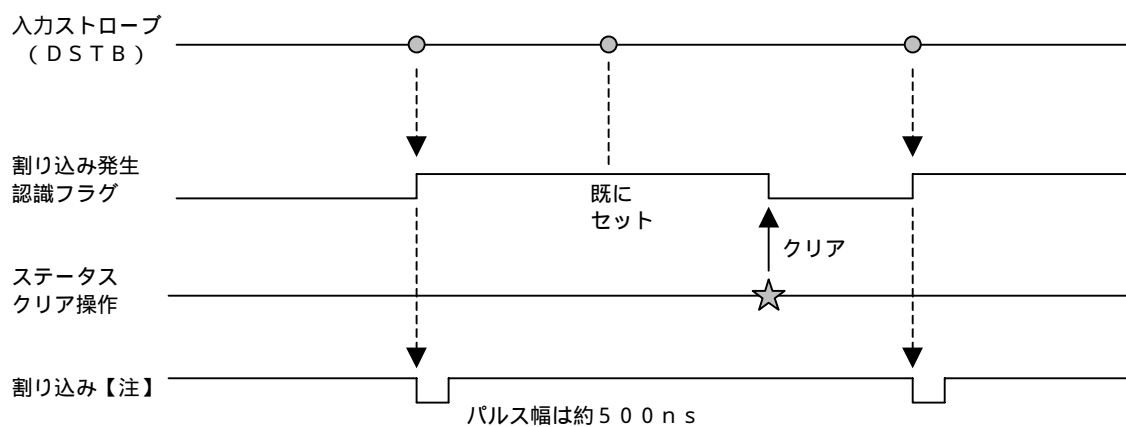 入力ストローブ
（ＤＳＴＢ）
割り込み発生
認識フラグ
既に
セット
クリア
ステータス
クリア操作
割り込み【注】
パルス幅は約５００ｎｓ